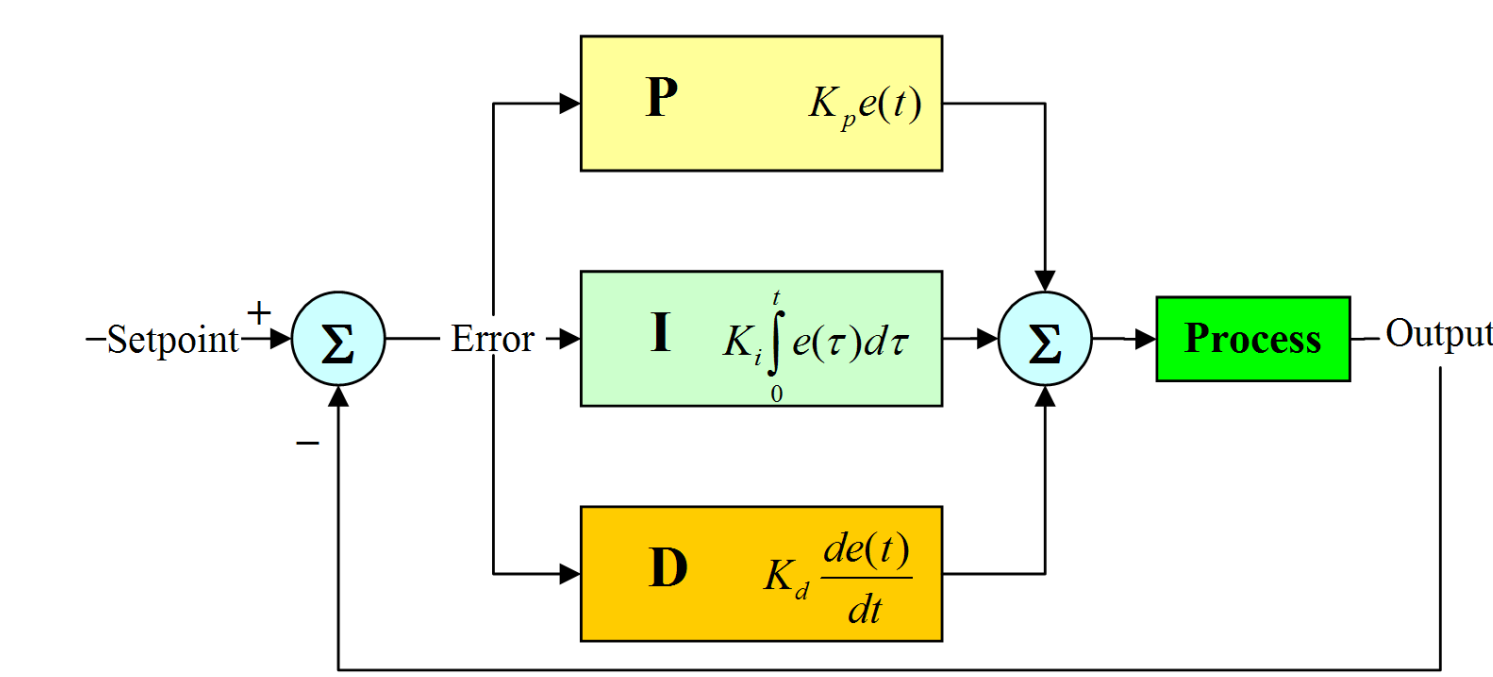 P K_p e(t)
–Setpoint
+
Σ
–
Error
I K_i ∫_0^t e(τ)dτ
Σ
Process
Output
D K_d de(t)/dt